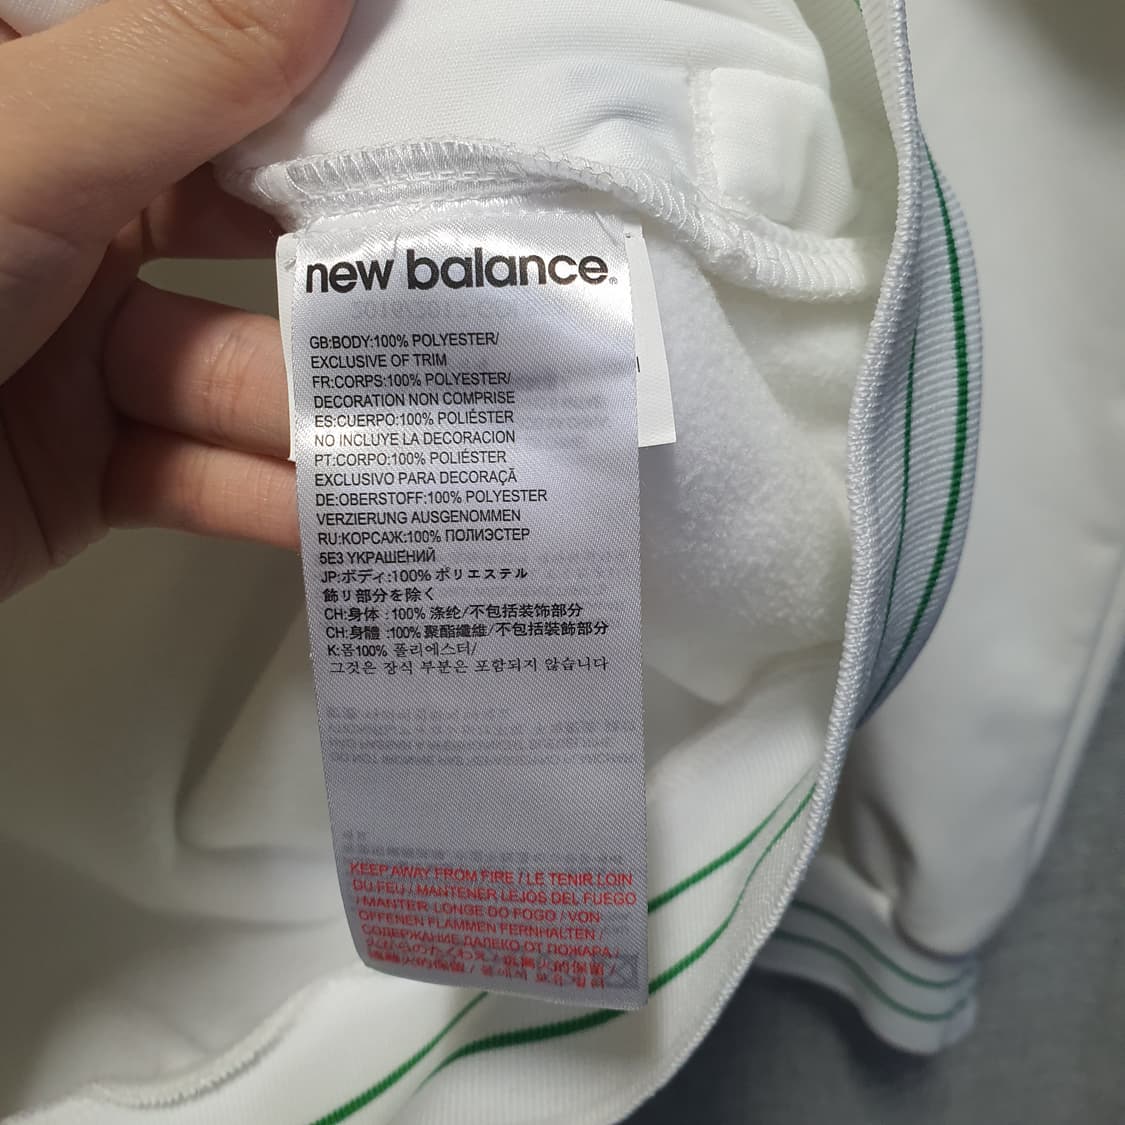 new balance®
GB:BODY:100% POLYESTER/
EXCLUSIVE OF TRIM
FR:CORPS:100% POLYESTER/
DECORATION NON COMPRISE
ES:CUERPO:100% POLIÉSTER
NO INCLUYE LA DECORACION
PT:CORPO:100% POLIÉSTER
EXCLUSIVO PARA DECORAÇÃ
DE:OBERSTOFF:100% POLYESTER
VERZIERUNG AUSGENOMMEN
RU:КОРСАЖ:100% ПОЛИЭСТЕР
5E3 УКРАШЕНИЙ
JP:ボディ:100% ポリエステル
飾り部分を除く
CH:身体 : 100% 涤纶/不包括装饰部分
CH:身體 :100% 聚酯纖維/不包括裝飾部分
K:몸100% 폴리에스터/
그것은 장식 부분은 포함되지 않습니다
KEEP AWAY FROM FIRE / LE TENIR LOIN
DU FEU / MANTENER LEJOS DEL FUEGO
/ MANTER LONGE DO FOGO / VON
OFFENEN FLAMMEN FERNHALTEN /
СОДЕРЖАНИЕ ДАЛЕКО ОТ ПОЖАРА /